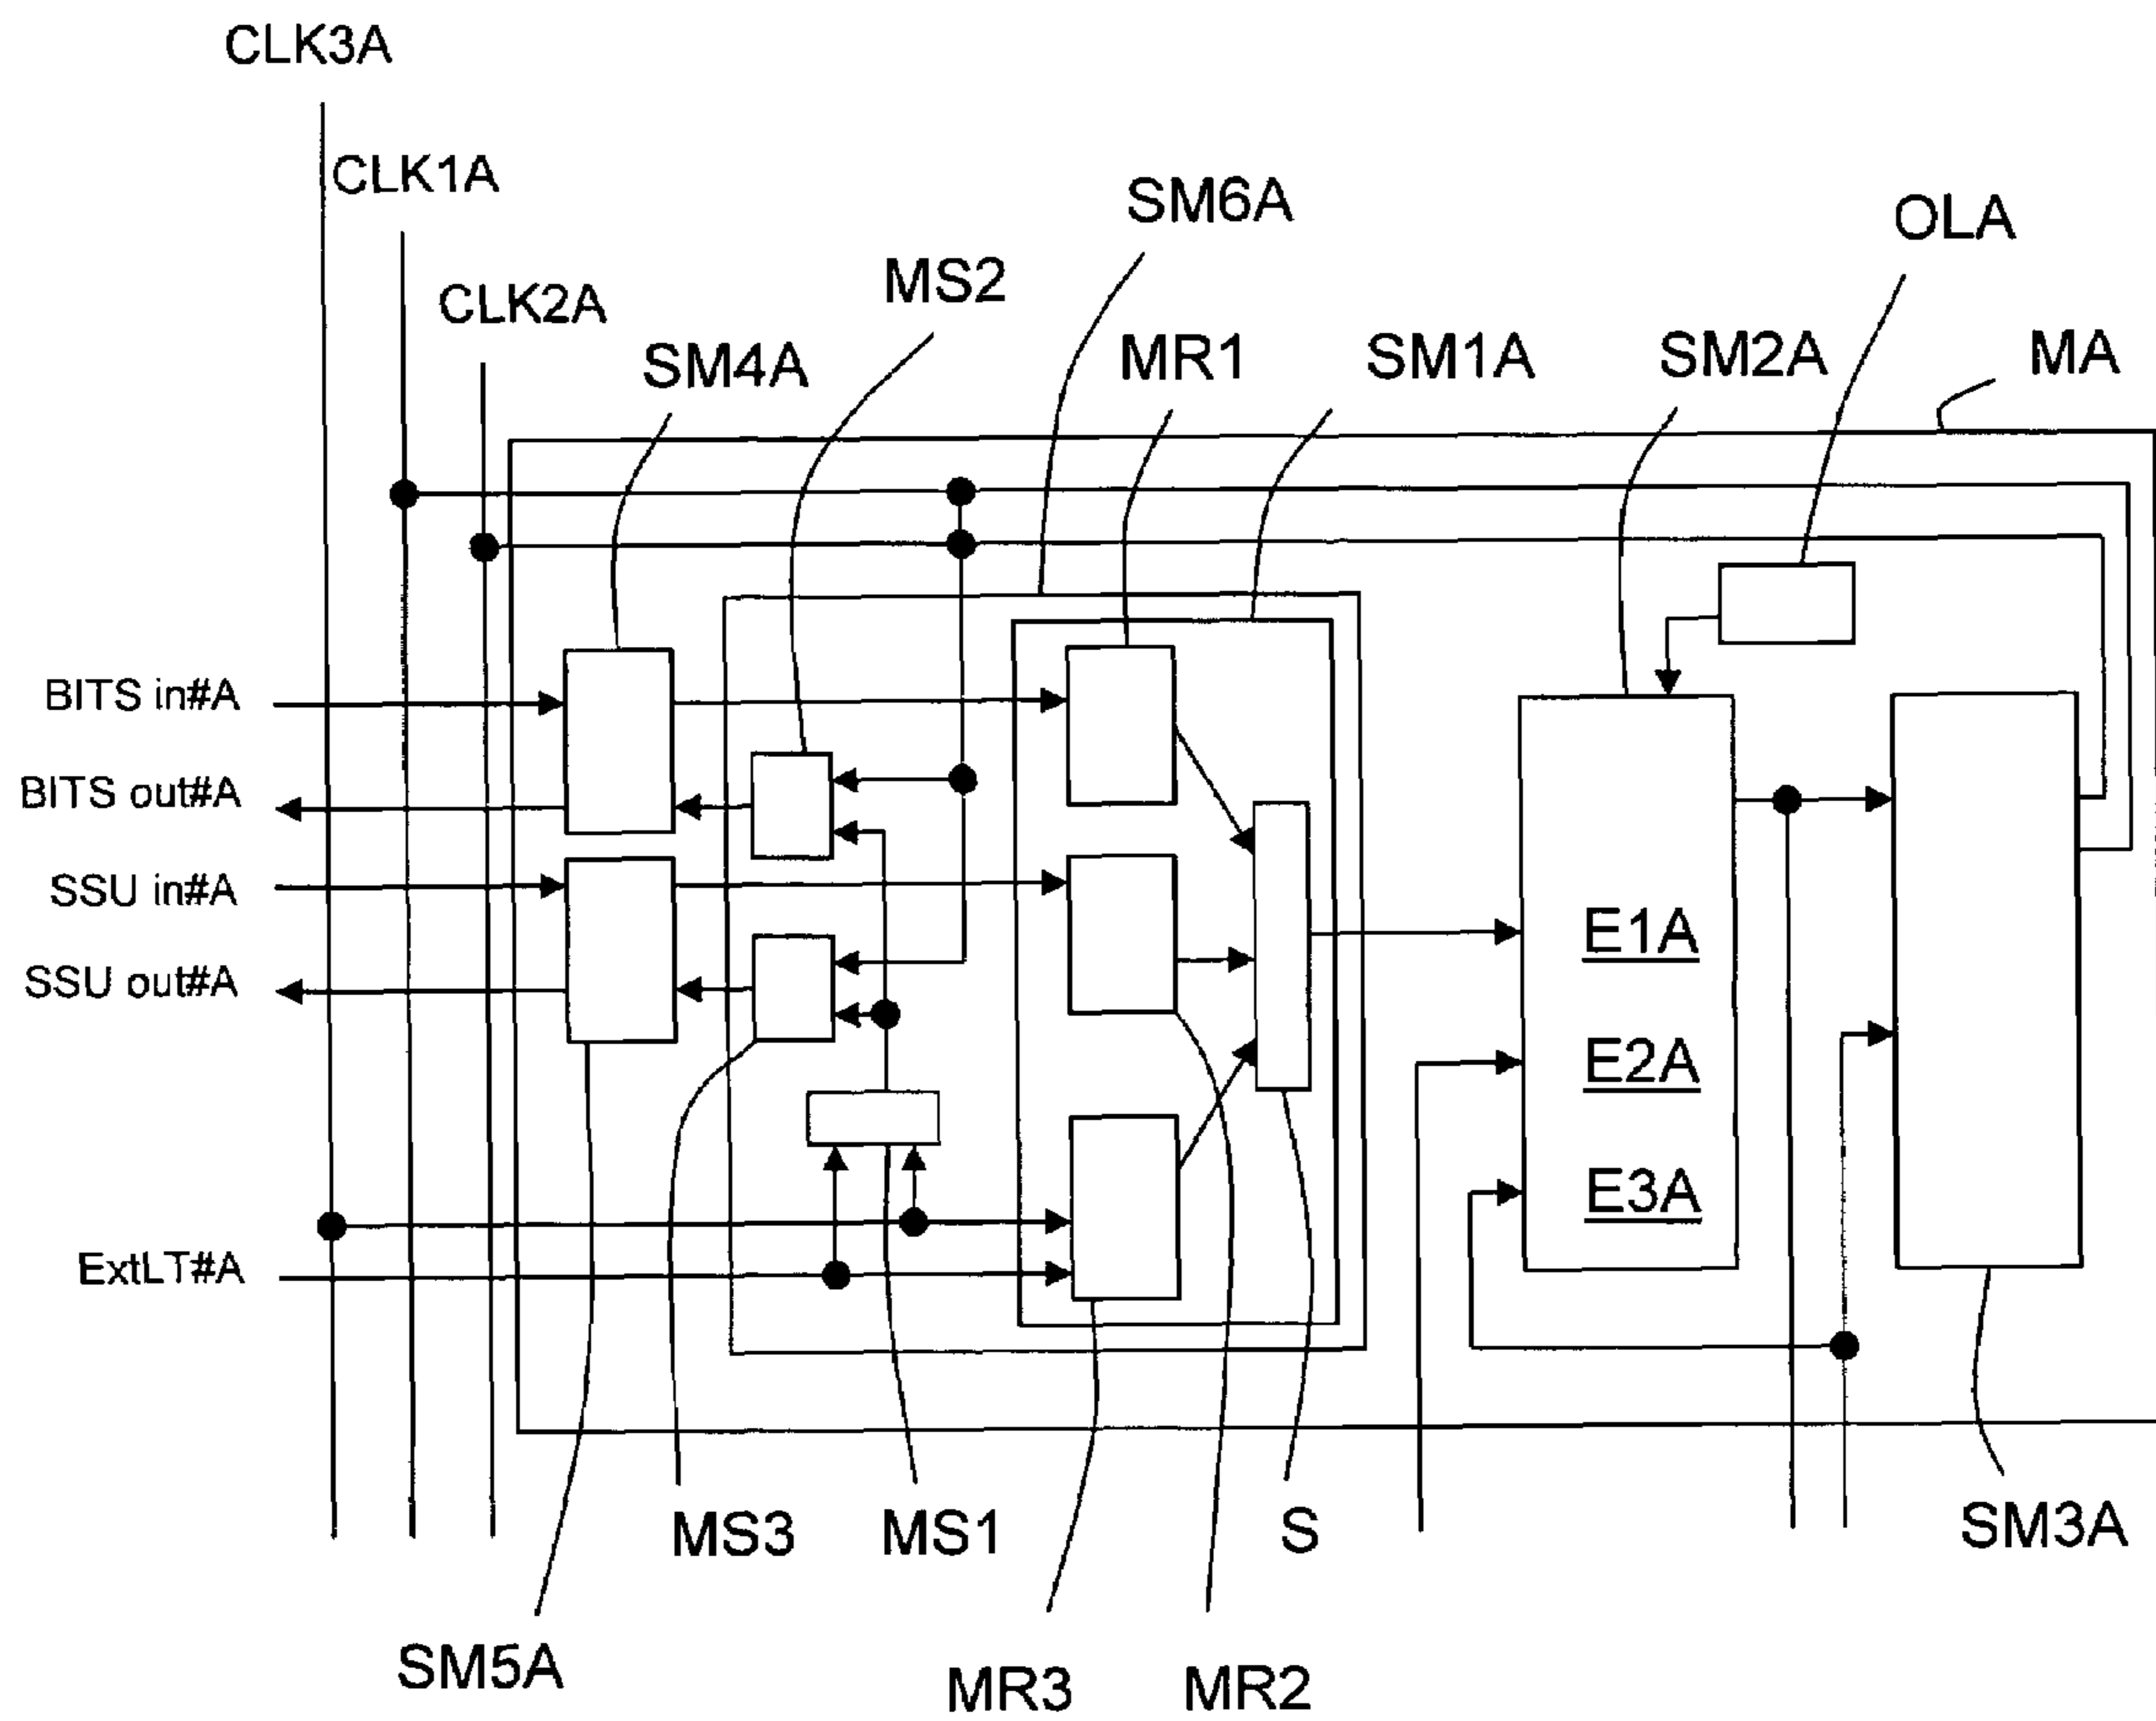 CLK3A
CLK1A
SM6A
OLA
MS2
CLK2A
SM4A
MR1
SM1A
SM2A
MA
BITS in#A
BITS out#A
SSU in#A
E1A
SSU out#A
E2A
E3A
ExtLT#A
MS3
MS1
S
SM3A
SM5A
MR3
MR2